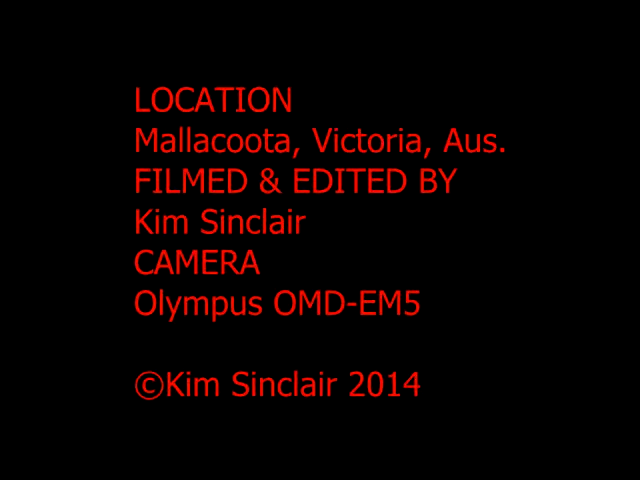 LOCATION
Mallacoota, Victoria, Aus.
FILMED & EDITED BY
Kim Sinclair
CAMERA
Olympus OMD-EM5
©Kim Sinclair 2014